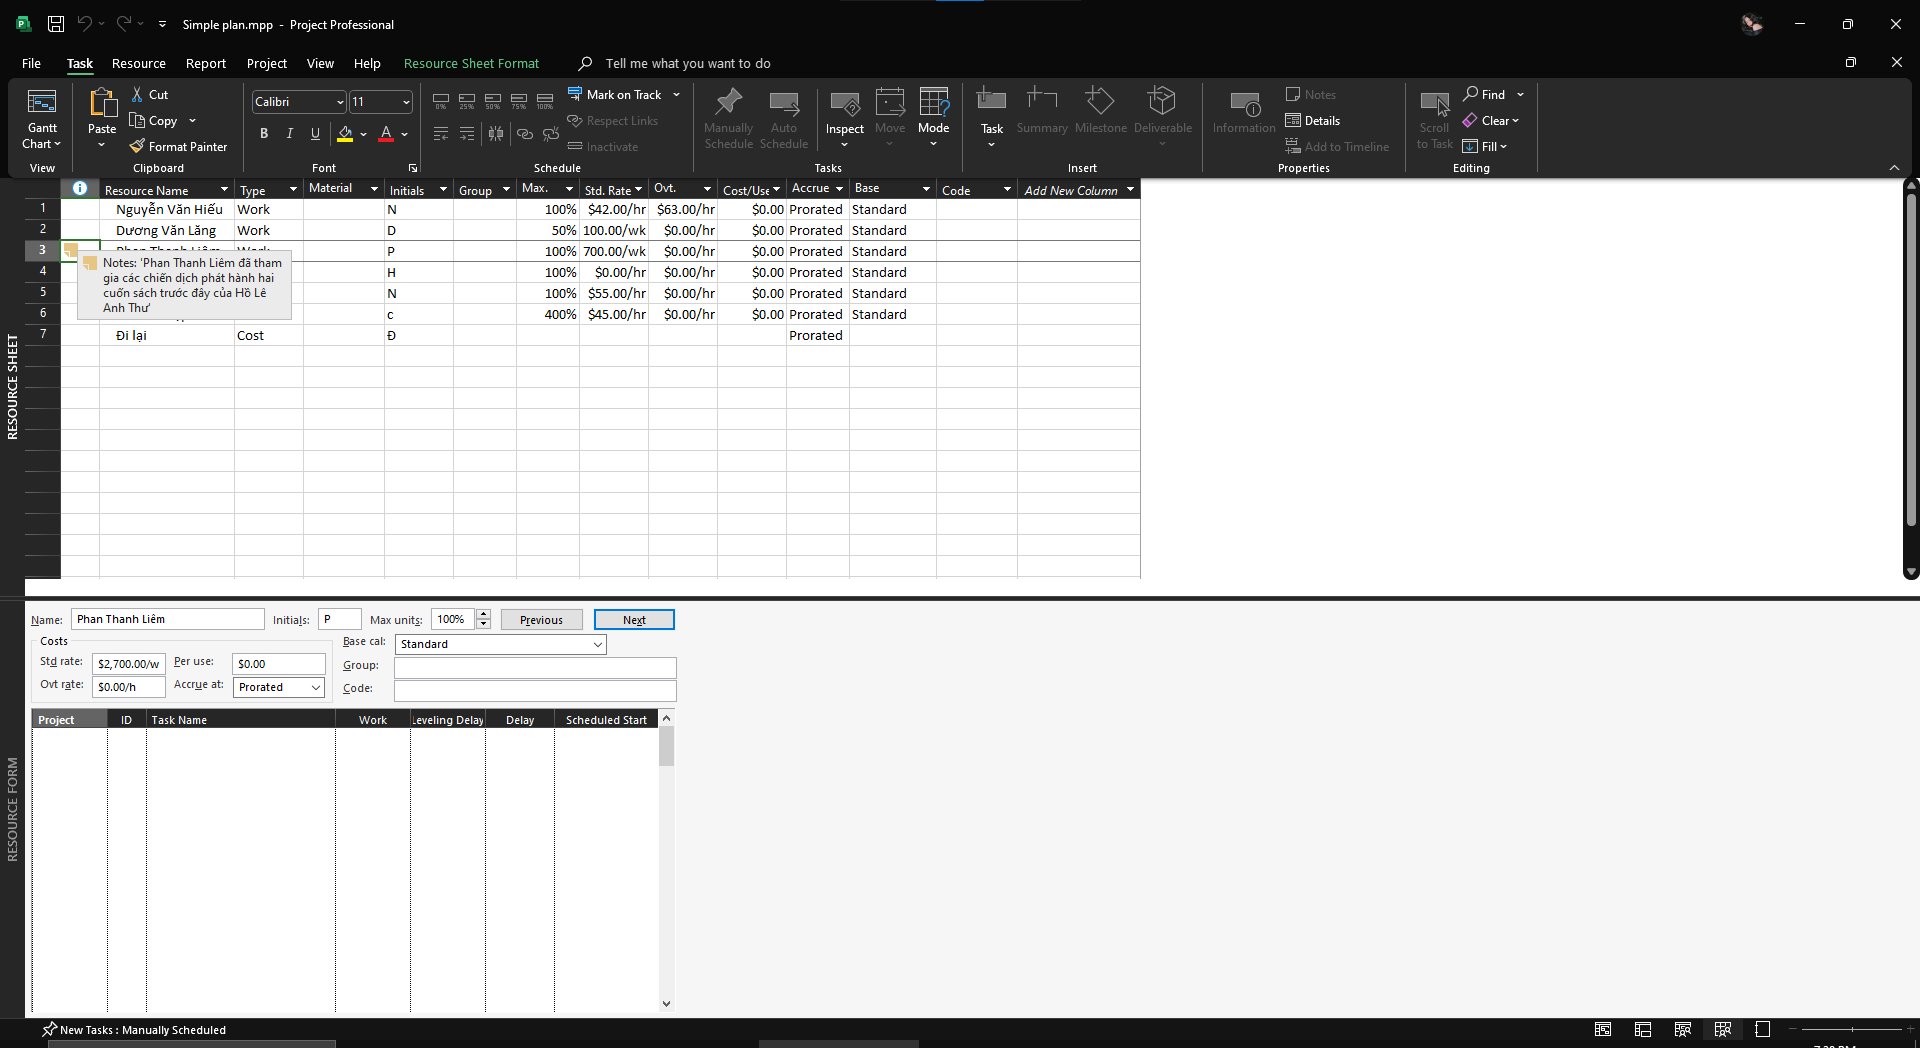 Simple plan.mpp - Project Professional
File Task Resource Report Project View Help Resource Sheet Format Tell me what you want to do
Gantt Chart
View
Paste
Cut
Copy
Format Painter
Clipboard
Calibri 11
B I U A
Font
0% 25% 50% 75% 100%
Mark on Track
Respect Links
Inactivate
Schedule
Manually Schedule
Auto Schedule
Inspect
Move
Mode
Tasks
Task
Summary
Milestone
Deliverable
Insert
Information
Notes
Details
Add to Timeline
Properties
Scroll to Task
Find
Clear
Fill
Editing
Resource Name Type Material Initials Group Max. Std. Rate Ovt. Cost/Use Accrue Base Code Add New Column
1 Nguyễn Văn Hiếu Work N 100% $42.00/hr $63.00/hr $0.00 Prorated Standard
2 Dương Văn Lăng Work D 50% 100.00/wk $0.00/hr $0.00 Prorated Standard
3 Phan Thanh Liêm Work P 100% 700.00/wk $0.00/hr $0.00 Prorated Standard
4 H 100% $0.00/hr $0.00/hr $0.00 Prorated Standard
5 N 100% $55.00/hr $0.00/hr $0.00 Prorated Standard
6 c 400% $45.00/hr $0.00/hr $0.00 Prorated Standard
7 Đi lại Cost Đ Prorated
Notes: 'Phan Thanh Liêm đã tham
gia các chiến dịch phát hành hai
cuốn sách trước đây của Hồ Lê
Anh Thư'
RESOURCE SHEET
Name: Phan Thanh Liêm Initials: P Max units: 100% Previous Next
Costs Base cal: Standard
Std rate: $2,700.00/w Per use: $0.00 Group:
Ovt rate: $0.00/h Accrue at: Prorated Code:
Project ID Task Name Work Leveling Delay Delay Scheduled Start
RESOURCE FORM
New Tasks : Manually Scheduled